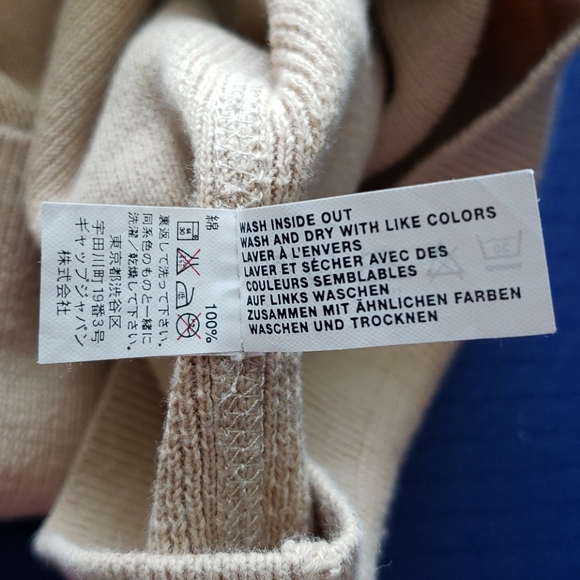 綿 100%
裏返して洗って下さい。
同系色のものと一緒に
洗濯/乾燥して下さい。
東京都渋谷区
宇田川町19番3号
ギャップジャパン
株式会社
WASH INSIDE OUT
WASH AND DRY WITH LIKE COLORS
LAVER À L'ENVERS
LAVER ET SÉCHER AVEC DES
COULEURS SEMBLABLES
AUF LINKS WASCHEN
ZUSAMMEN MIT ÄHNLICHEN FARBEN
WASCHEN UND TROCKNEN